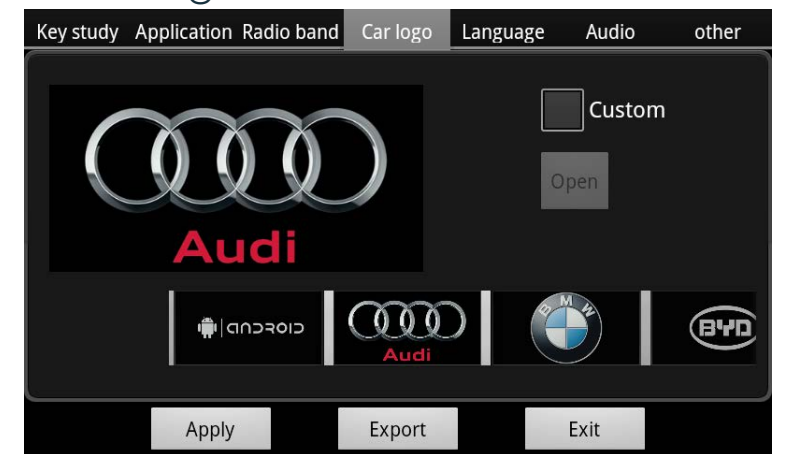 Key study Application Radio band Car logo Language Audio other
Audi
Custom
Open
android
Audi
BMW
BYD
Apply Export Exit